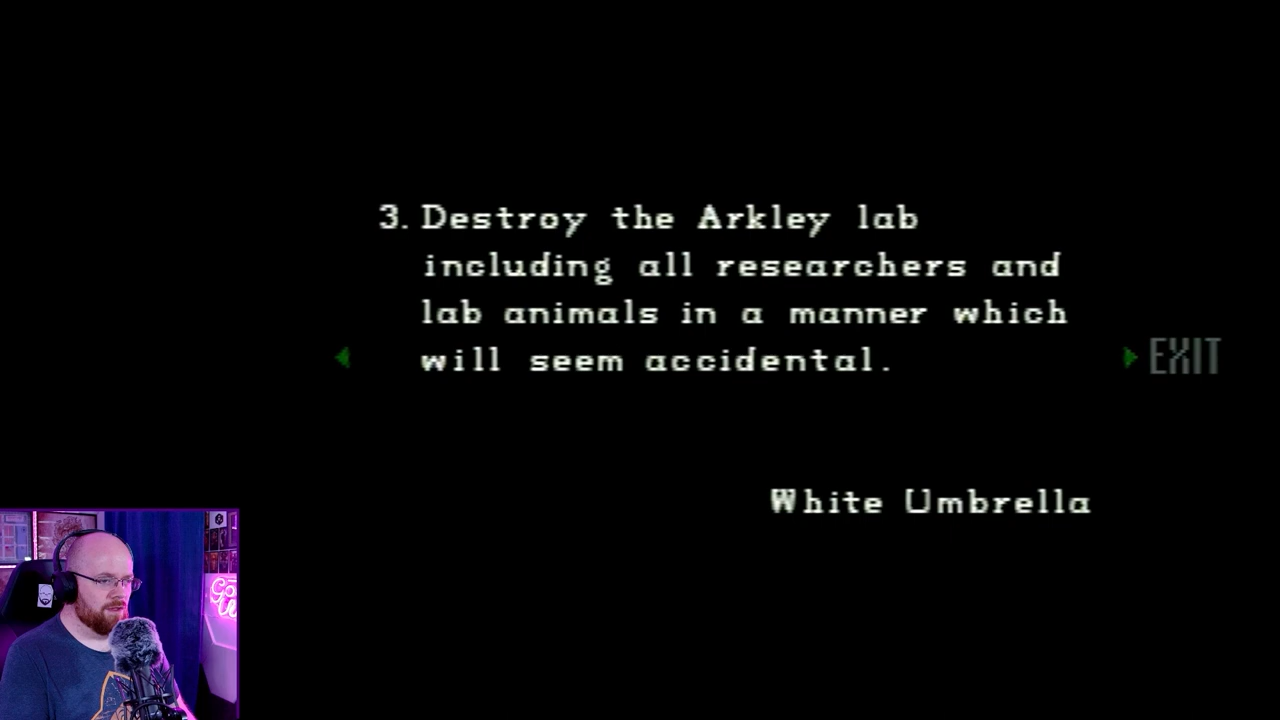 3. Destroy the Arkley lab
including all researchers and
lab animals in a manner which
will seem accidental.
EXIT
White Umbrella